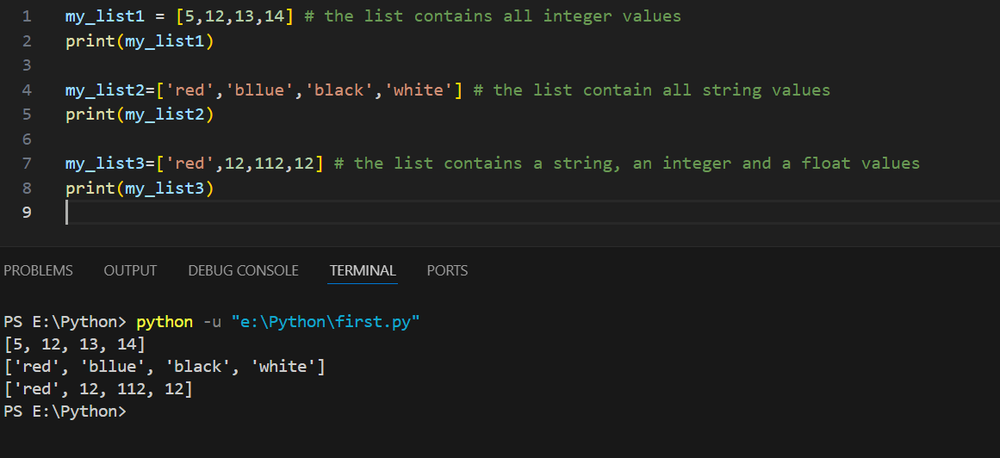 1 my_list1 = [5,12,13,14] # the list contains all integer values
2 print(my_list1)
3
4 my_list2=['red','bllue','black','white'] # the list contain all string values
5 print(my_list2)
6
7 my_list3=['red',12,112,12] # the list contains a string, an integer and a float values
8 print(my_list3)
9
PROBLEMS OUTPUT DEBUG CONSOLE TERMINAL PORTS
PS E:\Python> python -u "e:\Python\first.py"
[5, 12, 13, 14]
['red', 'bllue', 'black', 'white']
['red', 12, 112, 12]
PS E:\Python>